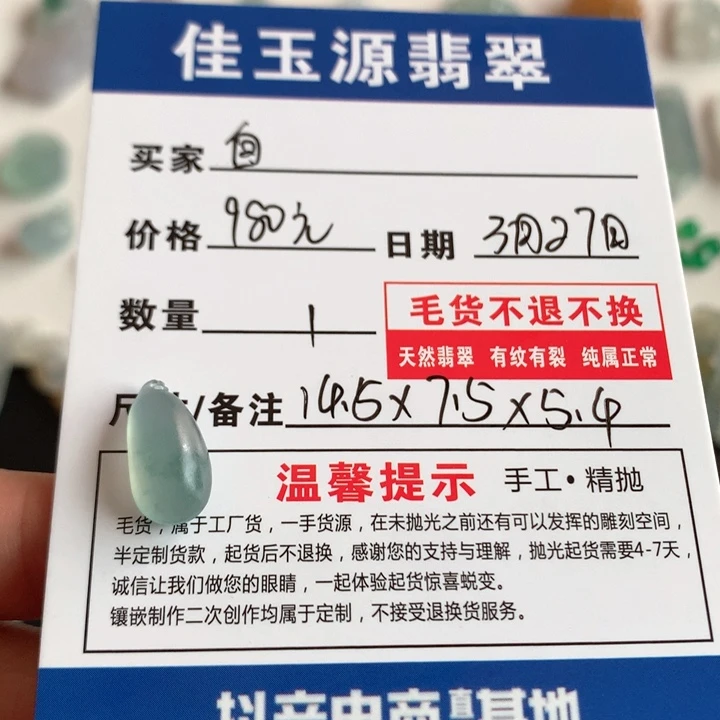 佳玉源翡翠
买家 自
价格 980元 日期 3月27日
数量 1
毛货不退不换
天然翡翠 有纹有裂 纯属正常
尺 /备注 14.5x7.5x5.4
温馨提示 手工·精抛
毛货，属于工厂货，一手货源，在未抛光之前还有可以发挥的雕刻空间，
半定制货款，起货后不退换，感谢您的支持与理解，抛光起货需要4-7天，
诚信让我们做您的眼睛，一起体验起货惊喜蜕变。
镶嵌制作二次创作均属于定制，不接受退换货服务。
抖音电商直 基地